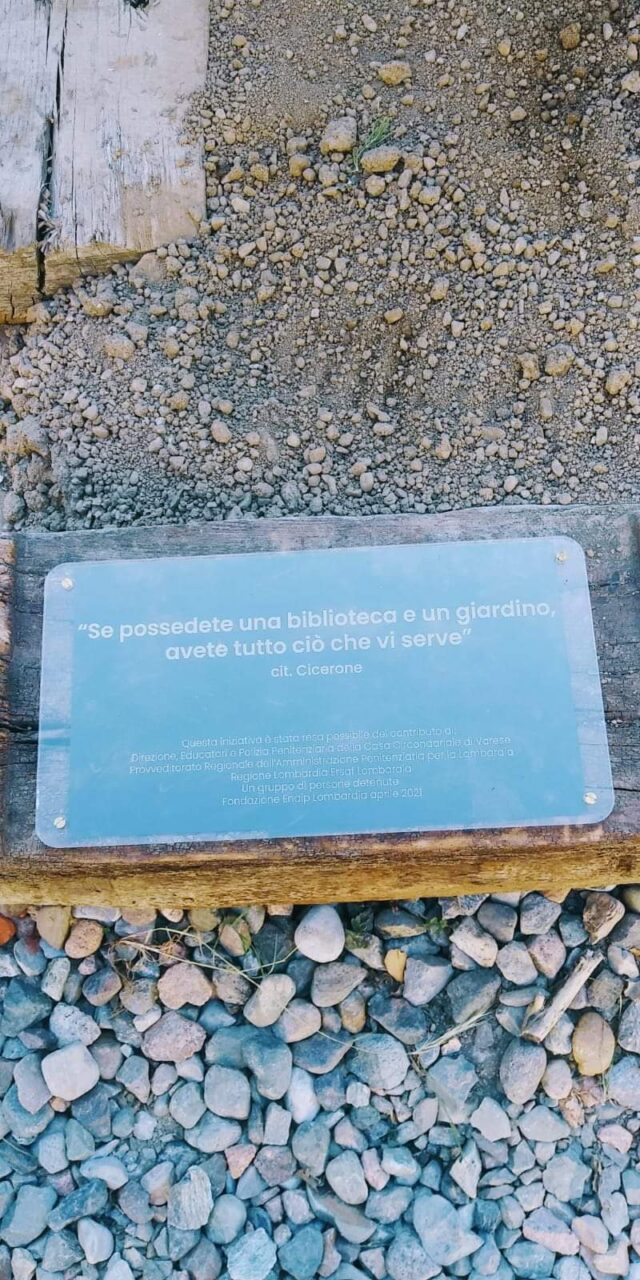 “Se possedete una biblioteca e un giardino,
avete tutto ciò che vi serve”
cit. Cicerone
Questa iniziativa è stata resa possibile dal contributo di:
Direzione, Educatori e Polizia Penitenziaria della Casa Circondariale di Varese
Provveditorato Regionale dell'Amministrazione Penitenziaria per la Lombardia
Regione Lombardia Ersaf Lombardia
Un gruppo di persone detenute
Fondazione Enaip Lombardia aprile 2021